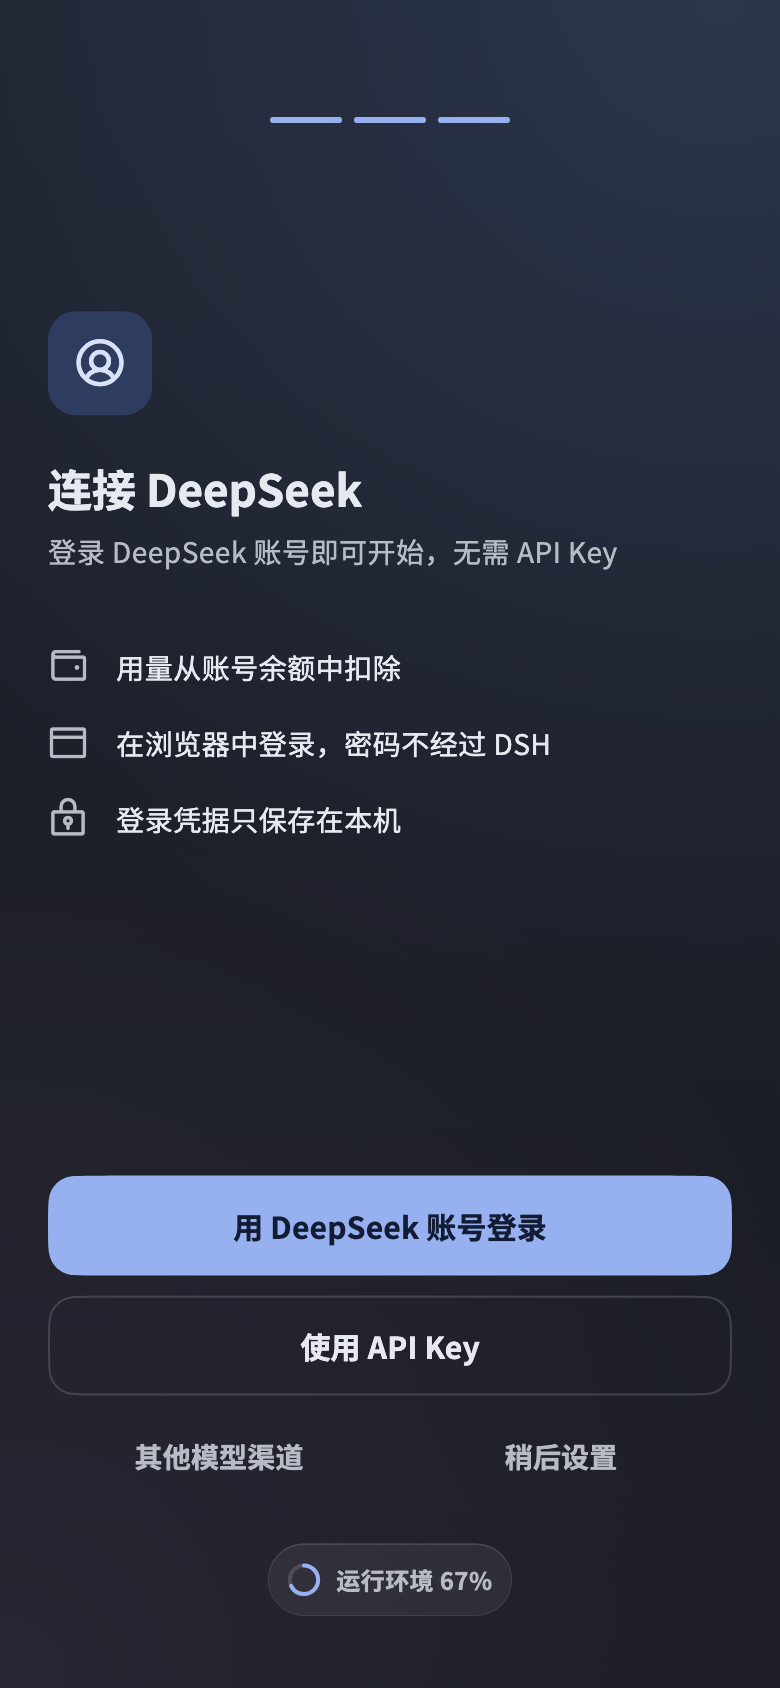 连接 DeepSeek
登录 DeepSeek 账号即可开始，无需 API Key
用量从账号余额中扣除
在浏览器中登录，密码不经过 DSH
登录凭据只保存在本机
用 DeepSeek 账号登录
使用 API Key
其他模型渠道
稍后设置
运行环境 67%